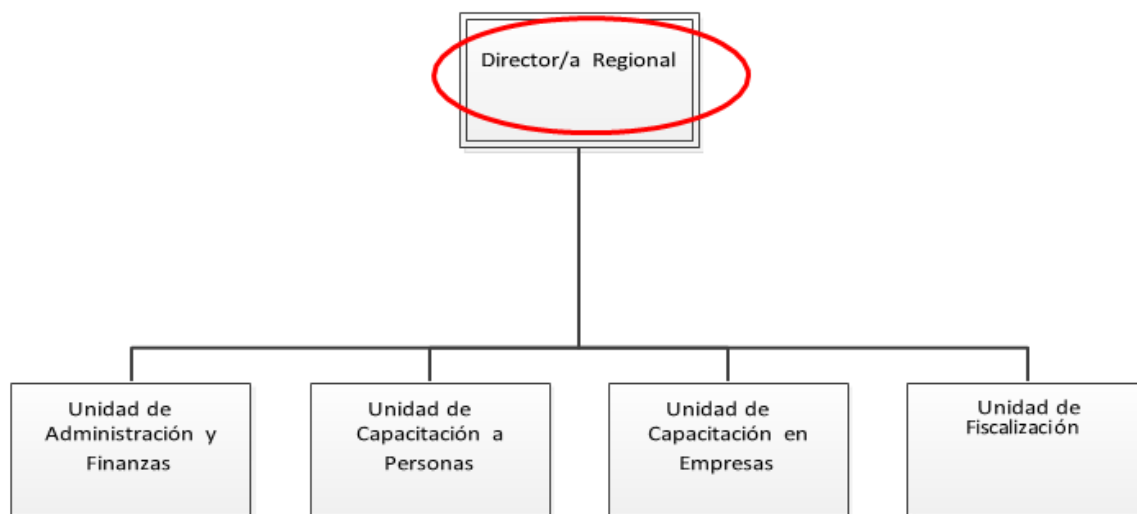 Director/a Regional
Unidad de
Administración y
Finanzas
Unidad de
Capacitación a
Personas
Unidad de
Capacitación en
Empresas
Unidad de
Fiscalización